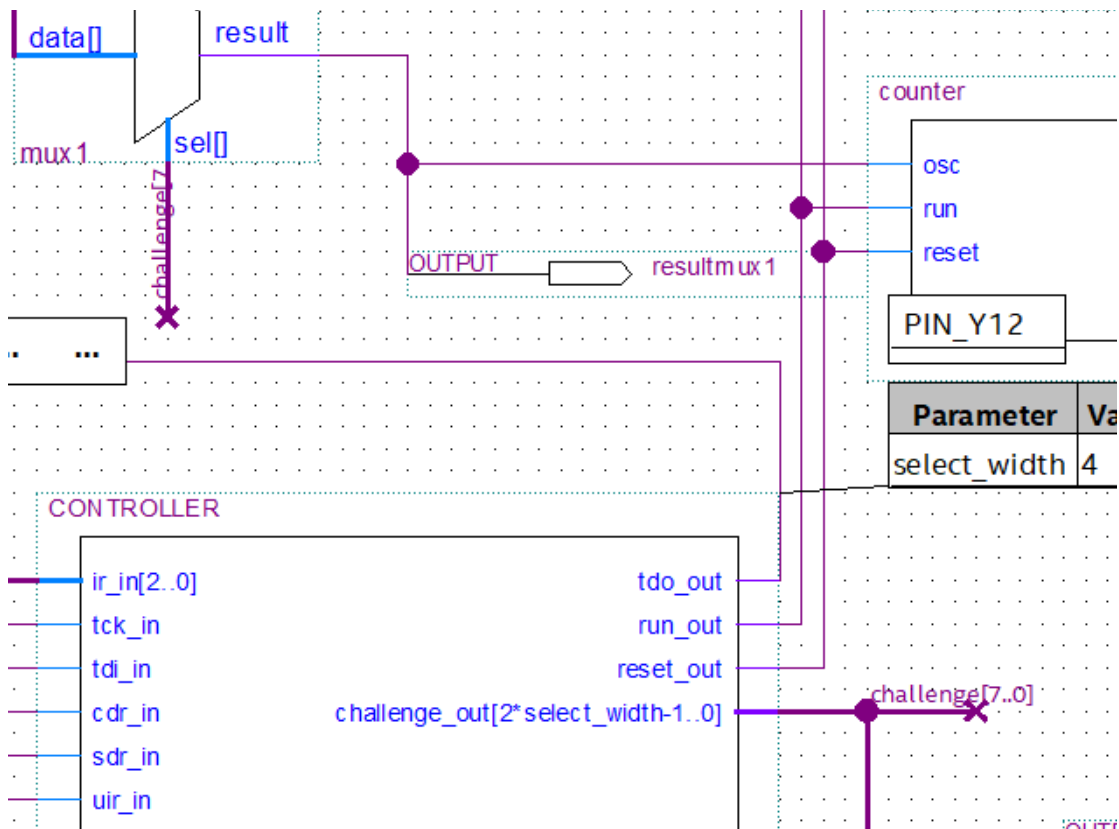 data[]
result
sel[]
mux1
challenge[7
counter
osc
run
reset
OUTPUT
resultmux1
PIN_Y12
... ...
Parameter
select_width 4
CONTROLLER
ir_in[2..0]
tck_in
tdi_in
cdr_in
sdr_in
uir_in
tdo_out
run_out
reset_out
challenge_out[2*select_width-1..0]
challenge[7..0]